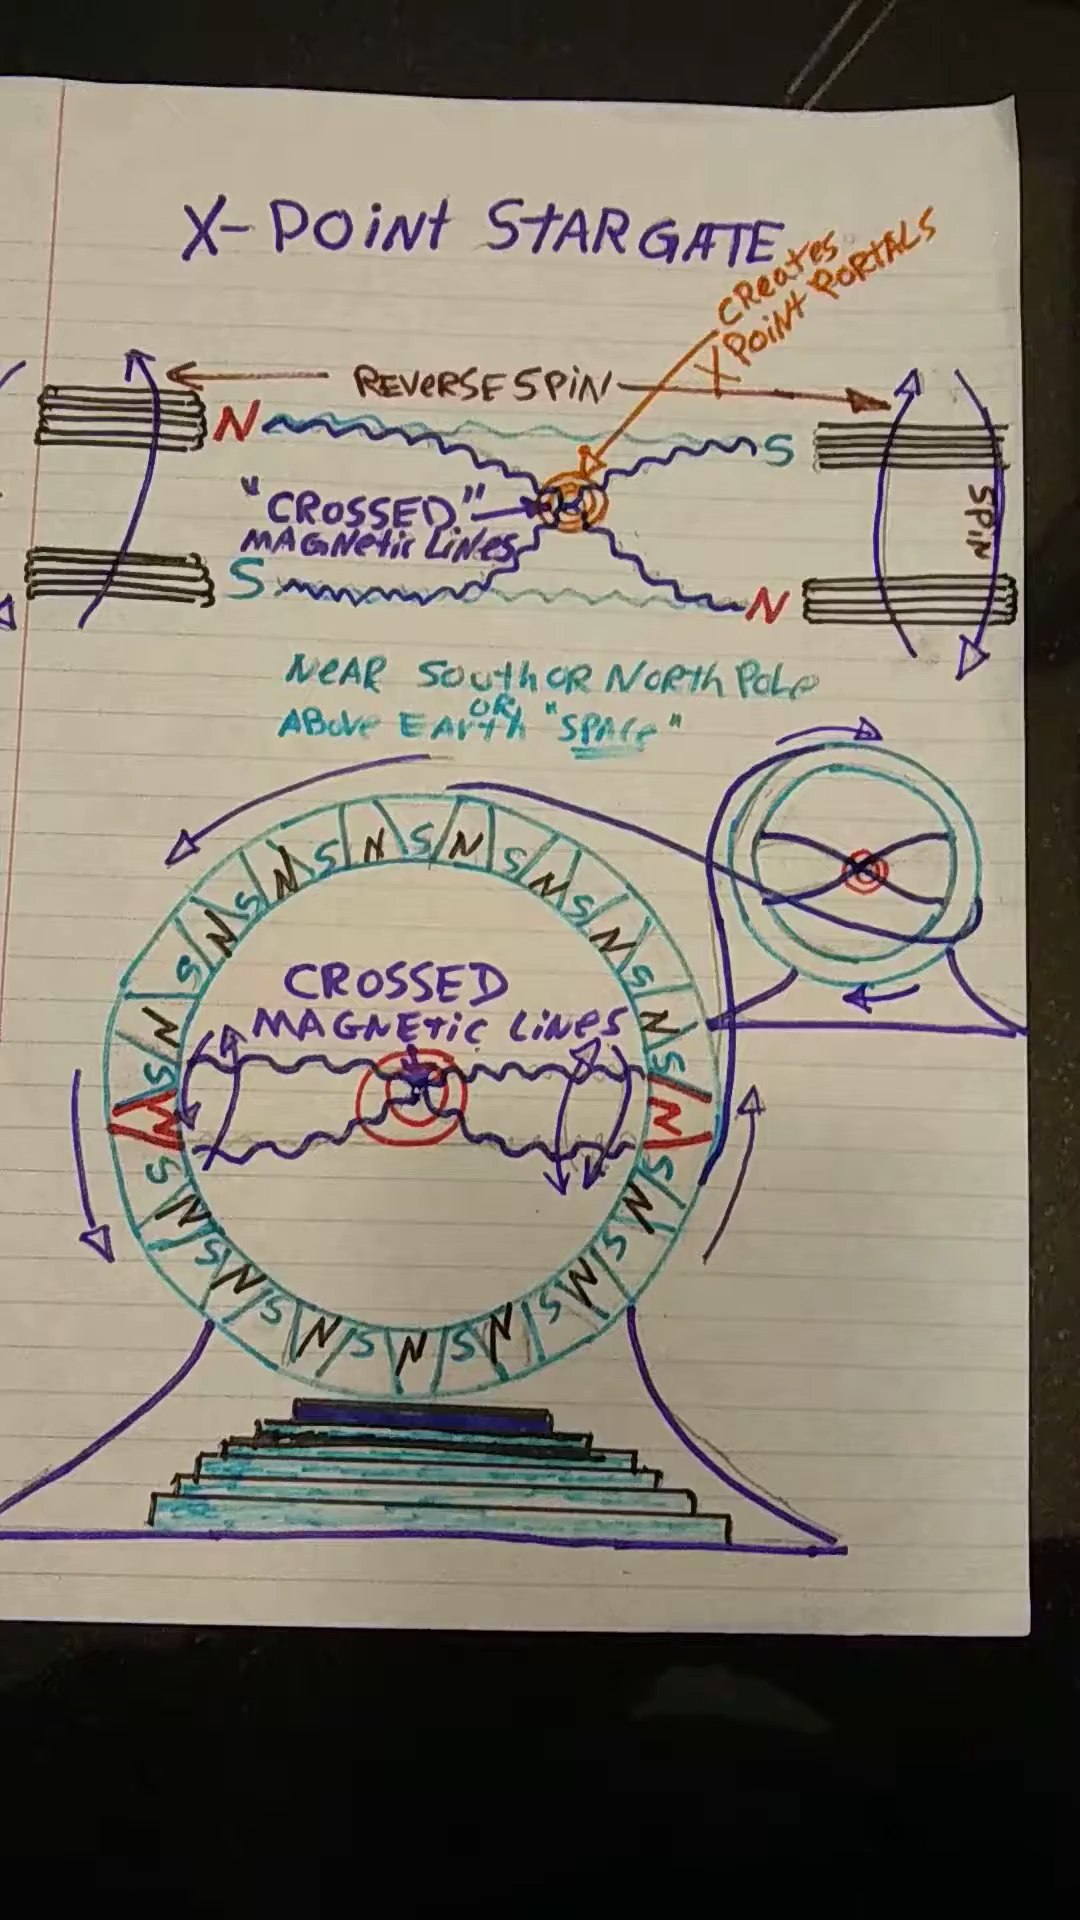 X-POINT STARGATE
CREATES
X POINT PORTALS
REVERSE SPIN
N S
"CROSSED"
MAGNETIC LINES
S N
SPIN
NEAR SOUTH OR NORTH POLE
OR
ABOVE EARTH "SPACE"
S N S N S N S N S N S N S N S N S N S N S N S N S N S N S N
CROSSED
MAGNETIC LINES